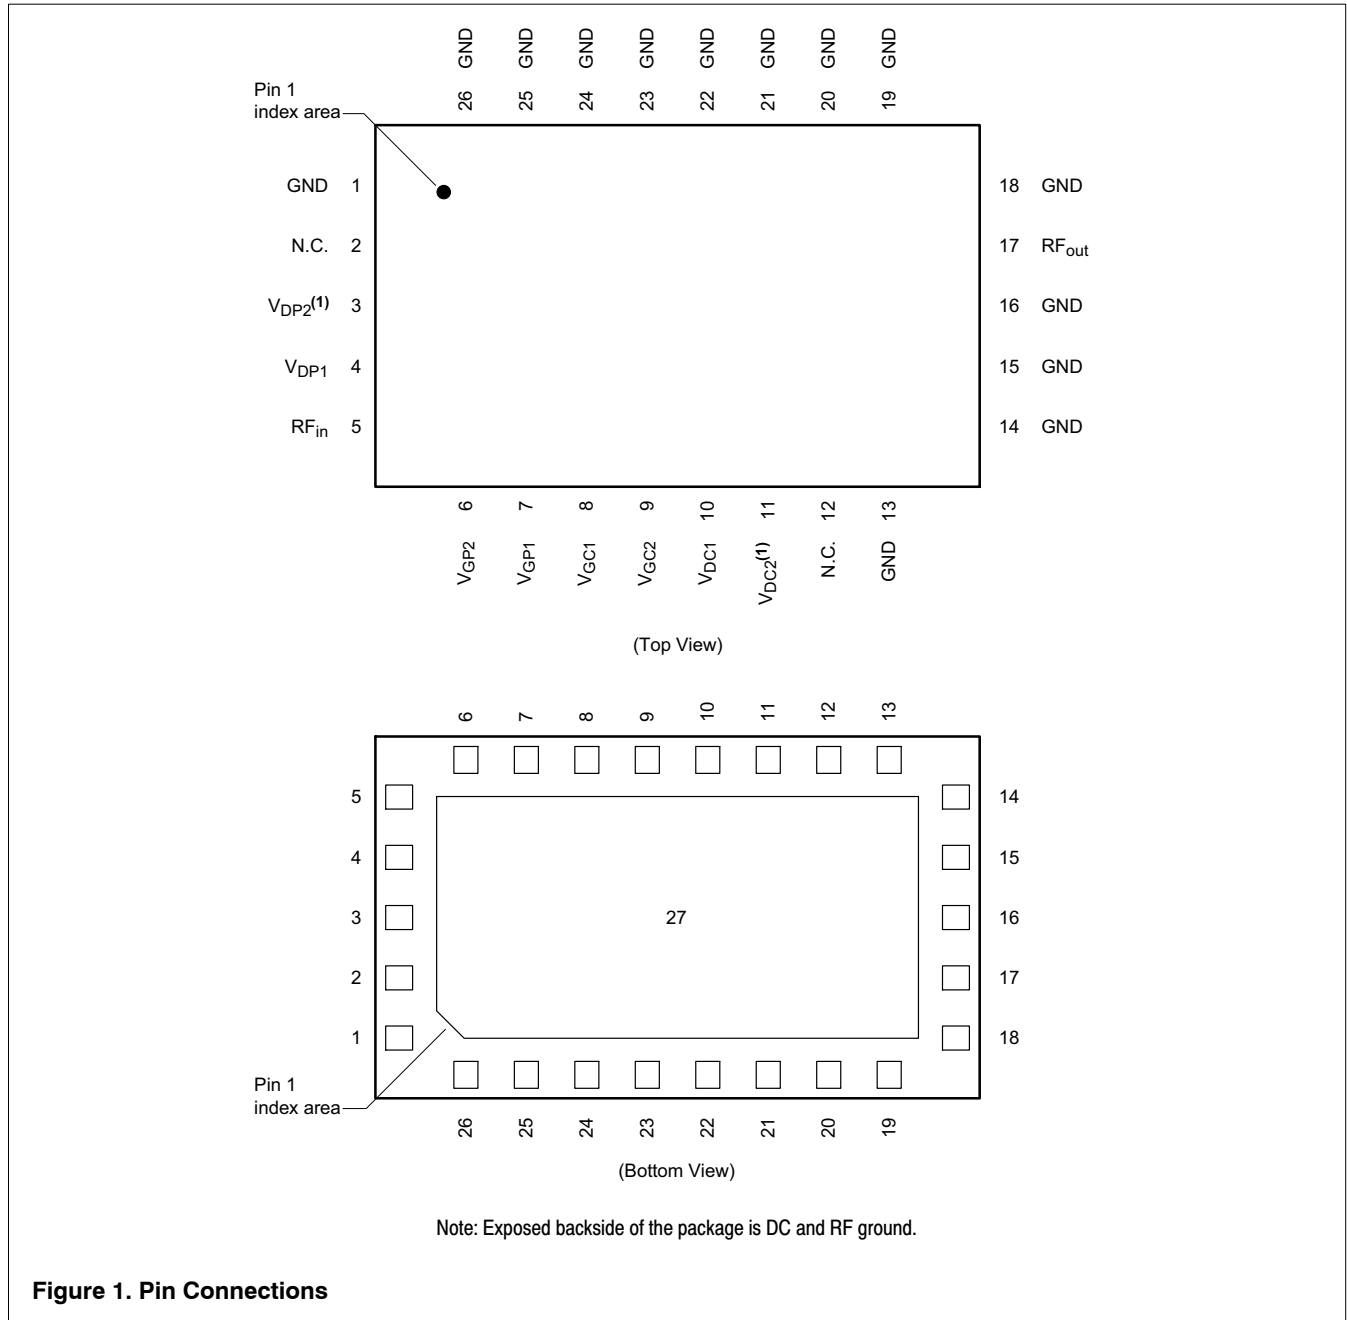 GND GND GND GND GND GND GND GND
26 25 24 23 22 21 20 19
Pin 1
index area
GND 1 18 GND
N.C. 2 17 RFout
VDP2(1) 3 16 GND
VDP1 4 15 GND
RFin 5 14 GND
6 7 8 9 10 11 12 13
VGP2 VGP1 VGC1 VGC2 VDC1 VDC2(1) N.C. GND
(Top View)
6 7 8 9 10 11 12 13
5 14
4 15
3 27 16
2 17
1 18
Pin 1
index area
26 25 24 23 22 21 20 19
(Bottom View)
Note: Exposed backside of the package is DC and RF ground.
Figure 1. Pin Connections